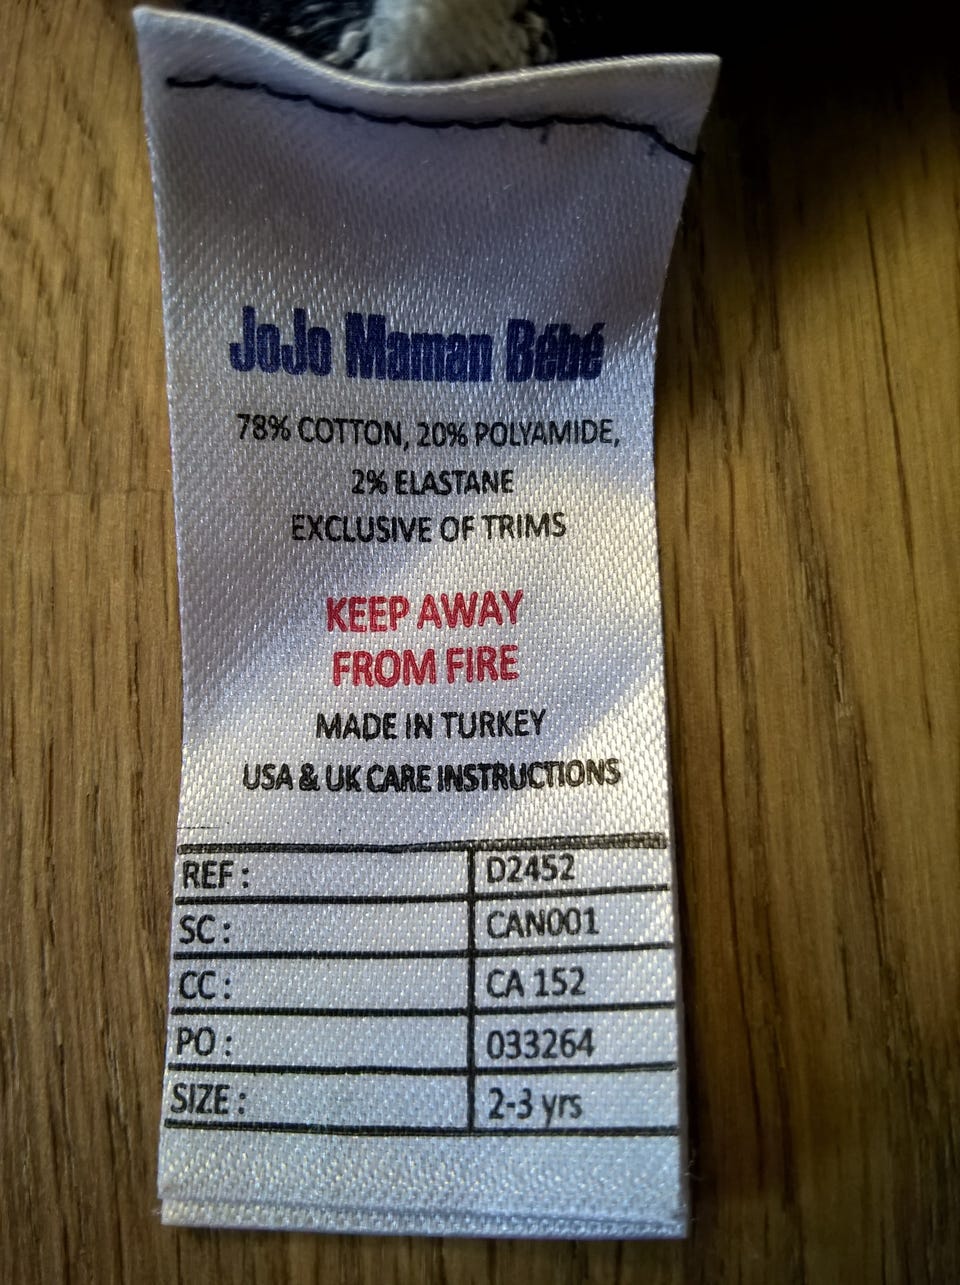 JoJo Maman Bébé
78% COTTON, 20% POLYAMIDE,
2% ELASTANE
EXCLUSIVE OF TRIMS
KEEP AWAY
FROM FIRE
MADE IN TURKEY
USA & UK CARE INSTRUCTIONS
REF : D2452
SC : CAN001
CC : CA 152
PO : 033264
SIZE : 2-3 yrs